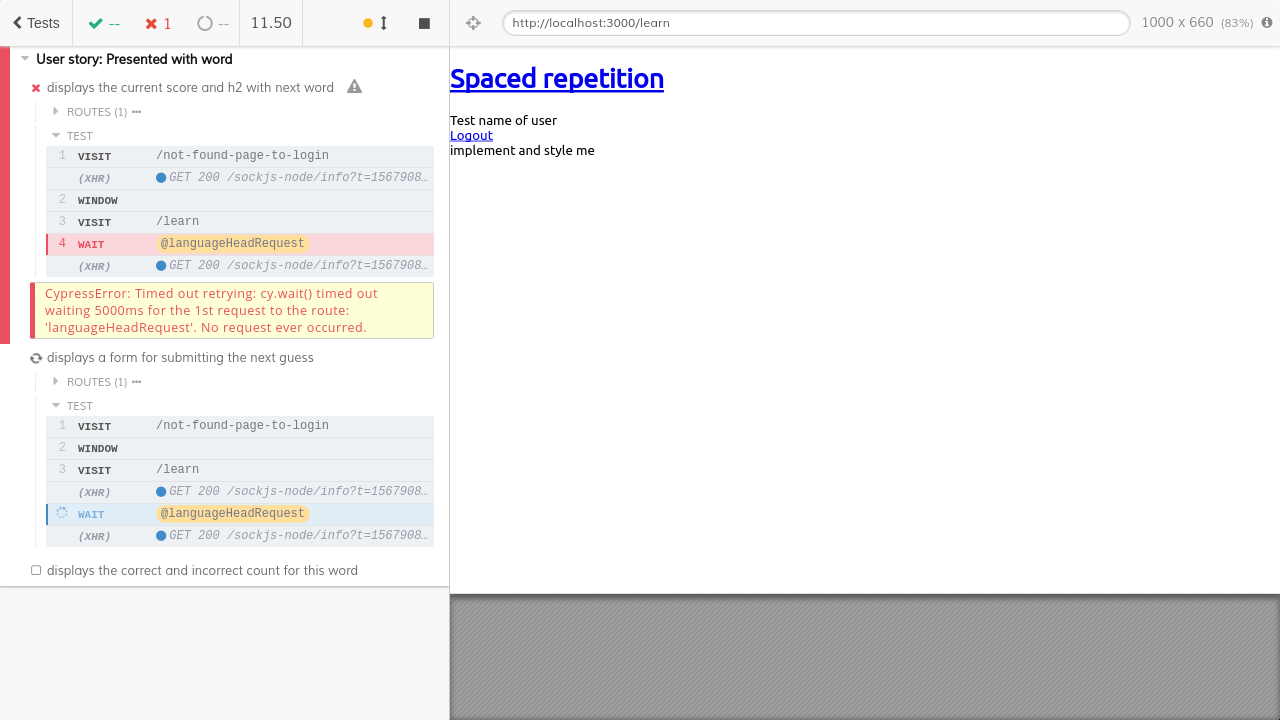 Tests
--
1
--
11.50
http://localhost:3000/learn
1000 x 660 (83%)
User story: Presented with word
displays the current score and h2 with next word
ROUTES (1)
TEST
1 VISIT /not-found-page-to-login
(XHR) GET 200 /sockjs-node/info?t=1567908…
2 WINDOW
3 VISIT /learn
4 WAIT @languageHeadRequest
(XHR) GET 200 /sockjs-node/info?t=1567908…
CypressError: Timed out retrying: cy.wait() timed out
waiting 5000ms for the 1st request to the route:
'languageHeadRequest'. No request ever occurred.
displays a form for submitting the next guess
ROUTES (1)
TEST
1 VISIT /not-found-page-to-login
2 WINDOW
3 VISIT /learn
(XHR) GET 200 /sockjs-node/info?t=1567908…
WAIT @languageHeadRequest
(XHR) GET 200 /sockjs-node/info?t=1567908…
displays the correct and incorrect count for this word
Spaced repetition
Test name of user
Logout
implement and style me